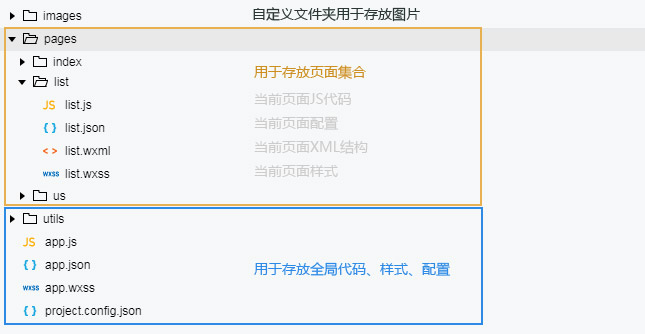 images 自定义文件夹用于存放图片
pages
index 用于存放页面集合
list
JS list.js 当前页面JS代码
{ } list.json 当前页面配置
< > list.wxml 当前页面XML结构
wxss list.wxss 当前页面样式
us
utils
JS app.js
{ } app.json 用于存放全局代码、样式、配置
wxss app.wxss
{ } project.config.json